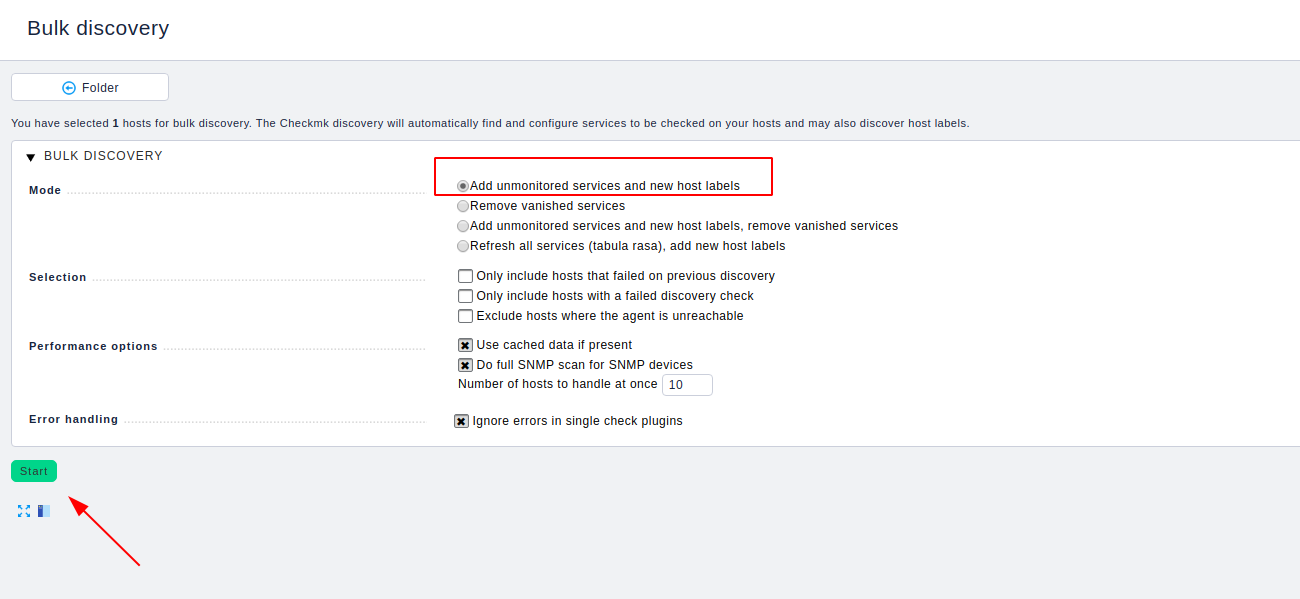 Bulk discovery
Folder
You have selected 1 hosts for bulk discovery. The Checkmk discovery will automatically find and configure services to be checked on your hosts and may also discover host labels.
BULK DISCOVERY
Mode
Add unmonitored services and new host labels
Remove vanished services
Add unmonitored services and new host labels, remove vanished services
Refresh all services (tabula rasa), add new host labels
Selection
Only include hosts that failed on previous discovery
Only include hosts with a failed discovery check
Exclude hosts where the agent is unreachable
Performance options
Use cached data if present
Do full SNMP scan for SNMP devices
Number of hosts to handle at once 10
Error handling
Ignore errors in single check plugins
Start